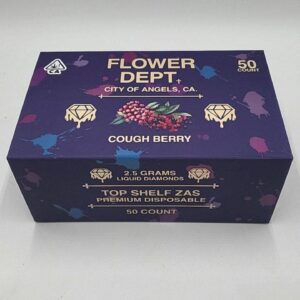 FLOWER
DEPT.
CITY OF ANGELS, CA.
50
COUNT
CA
COUGH BERRY
2.5 GRAMS
LIQUID DIAMONDS
TOP SHELF ZAS
PREMIUM DISPOSABLE
50 COUNT